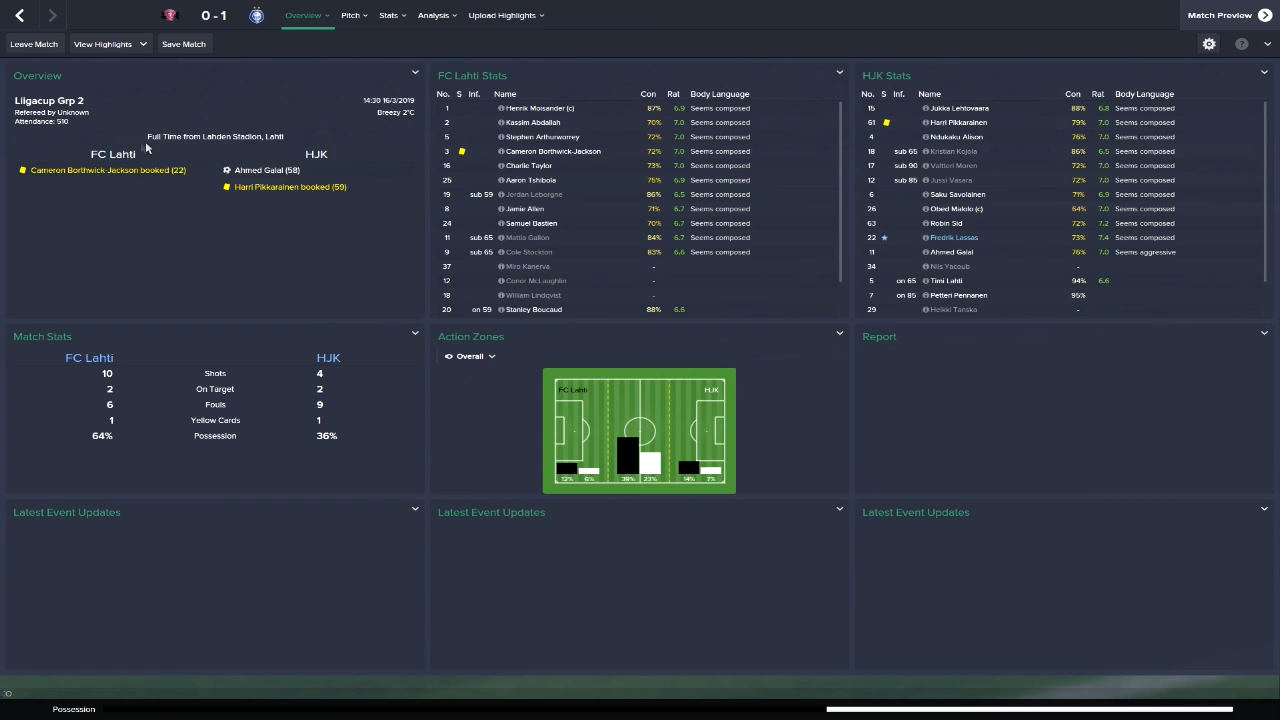 0 - 1 Overview Pitch Stats Analysis Upload Highlights Match Preview
Leave Match View Highlights Save Match ?
Overview
Liigacup Grp 2 14:30 16/3/2019
Refereed by Unknown Breezy 2°C
Attendance: 510
Full Time from Lahden Stadion, Lahti
FC Lahti HJK
Cameron Borthwick-Jackson booked (22) Ahmed Galal (58)
Harri Pikkarainen booked (59)
FC Lahti Stats
No. S Inf. Name Con Rat Body Language
1 Henrik Moisander (c) 87% 6.9 Seems composed
2 Kassim Abdallah 70% 7.0 Seems composed
5 Stephen Arthurworrey 72% 7.0 Seems composed
3 Cameron Borthwick-Jackson 72% 7.0 Seems composed
16 Charlie Taylor 73% 7.0 Seems composed
25 Aaron Tshibola 75% 6.9 Seems composed
19 sub 59 Jordan Leborgne 86% 6.5 Seems composed
8 Jamie Allen 71% 6.7 Seems composed
24 Samuel Bastien 70% 6.7 Seems composed
11 sub 65 Mattia Gallon 84% 6.7 Seems composed
9 sub 65 Cole Stockton 83% 6.6 Seems composed
37 Miro Kanerva -
12 Conor McLaughlin -
18 William Lindqvist -
20 on 59 Stanley Boucaud 88% 6.6
HJK Stats
No. S Inf. Name Con Rat Body Language
15 Jukka Lehtovaara 88% 6.8 Seems composed
61 Harri Pikkarainen 79% 7.0 Seems composed
4 Ndukaku Alison 76% 7.0 Seems composed
18 sub 65 Kristian Kojola 86% 6.5 Seems composed
17 sub 90 Valtteri Moren 72% 7.0 Seems composed
12 sub 85 Jussi Vasara 72% 7.0 Seems composed
6 Saku Savolainen 71% 6.9 Seems composed
26 Obed Makilo (c) 64% 7.0 Seems composed
63 Robin Sid 72% 7.2 Seems composed
22 Fredrik Lassas 73% 7.4 Seems composed
11 Ahmed Galal 76% 7.0 Seems aggressive
34 Nils Yacoub -
5 on 65 Timi Lahti 94% 6.6
7 on 85 Petteri Pennanen 95%
29 Heikki Tanska -
Match Stats
FC Lahti HJK
10 Shots 4
2 On Target 2
6 Fouls 9
1 Yellow Cards 1
64% Possession 36%
Action Zones
Overall
FC Lahti HJK
12% 6% 39% 23% 14% 7%
Report
Latest Event Updates
Latest Event Updates
Latest Event Updates
:O
Possession